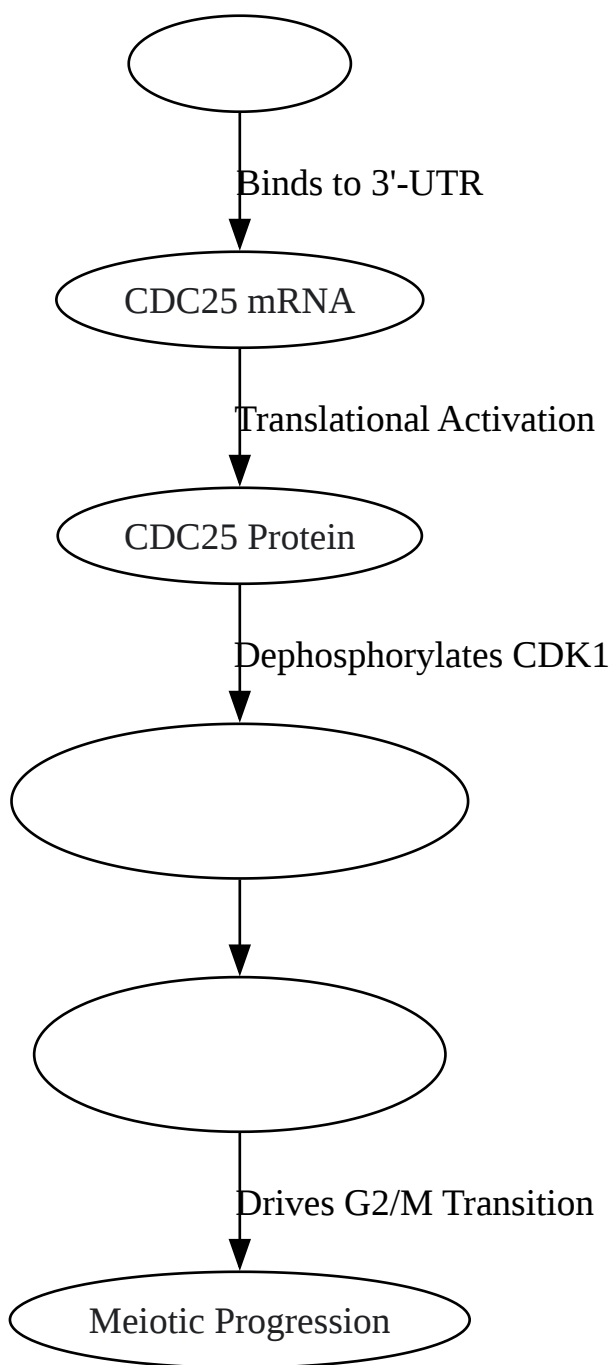 Binds to 3'-UTR
CDC25 mRNA
Translational Activation
CDC25 Protein
Dephosphorylates CDK1
Drives G2/M Transition
Meiotic Progression